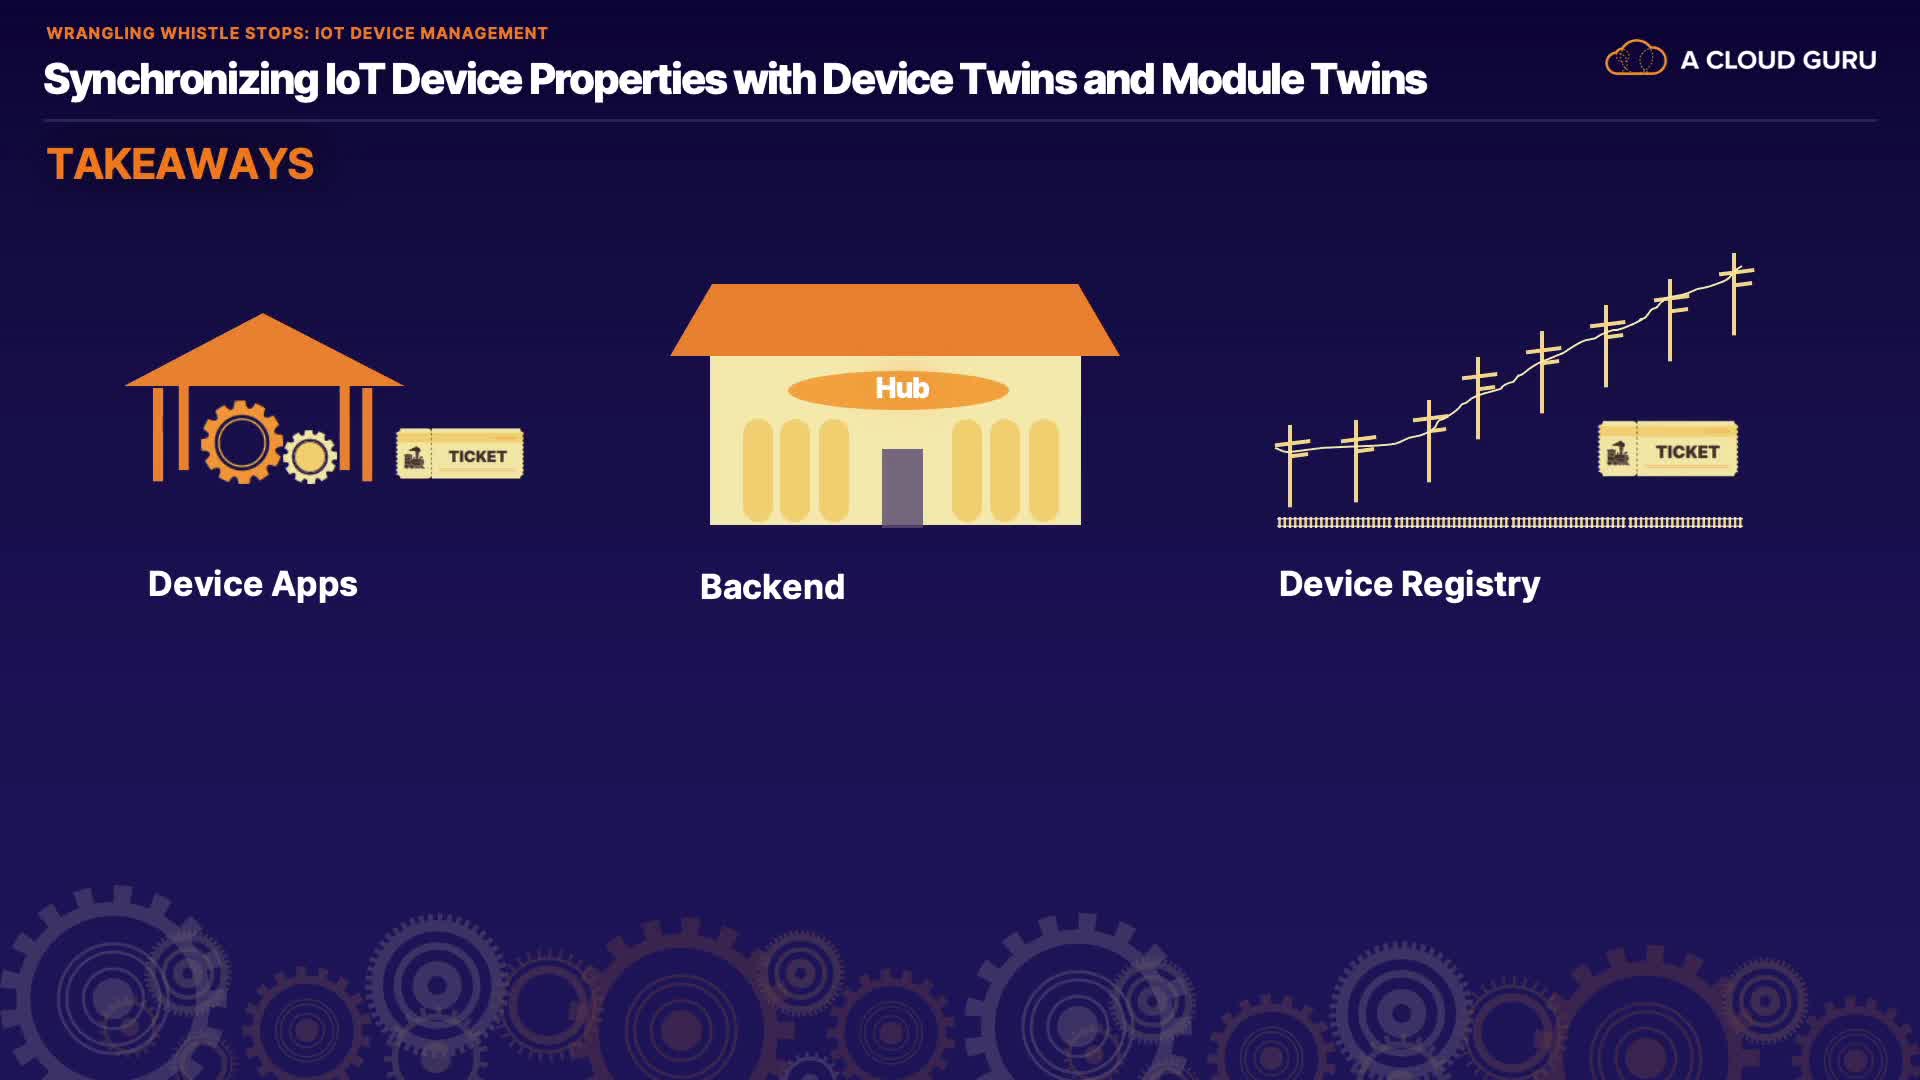 WRANGLING WHISTLE STOPS: IOT DEVICE MANAGEMENT
Synchronizing IoT Device Properties with Device Twins and Module Twins
A CLOUD GURU
TAKEAWAYS
Hub
TICKET
TICKET
Device Apps
Backend
Device Registry